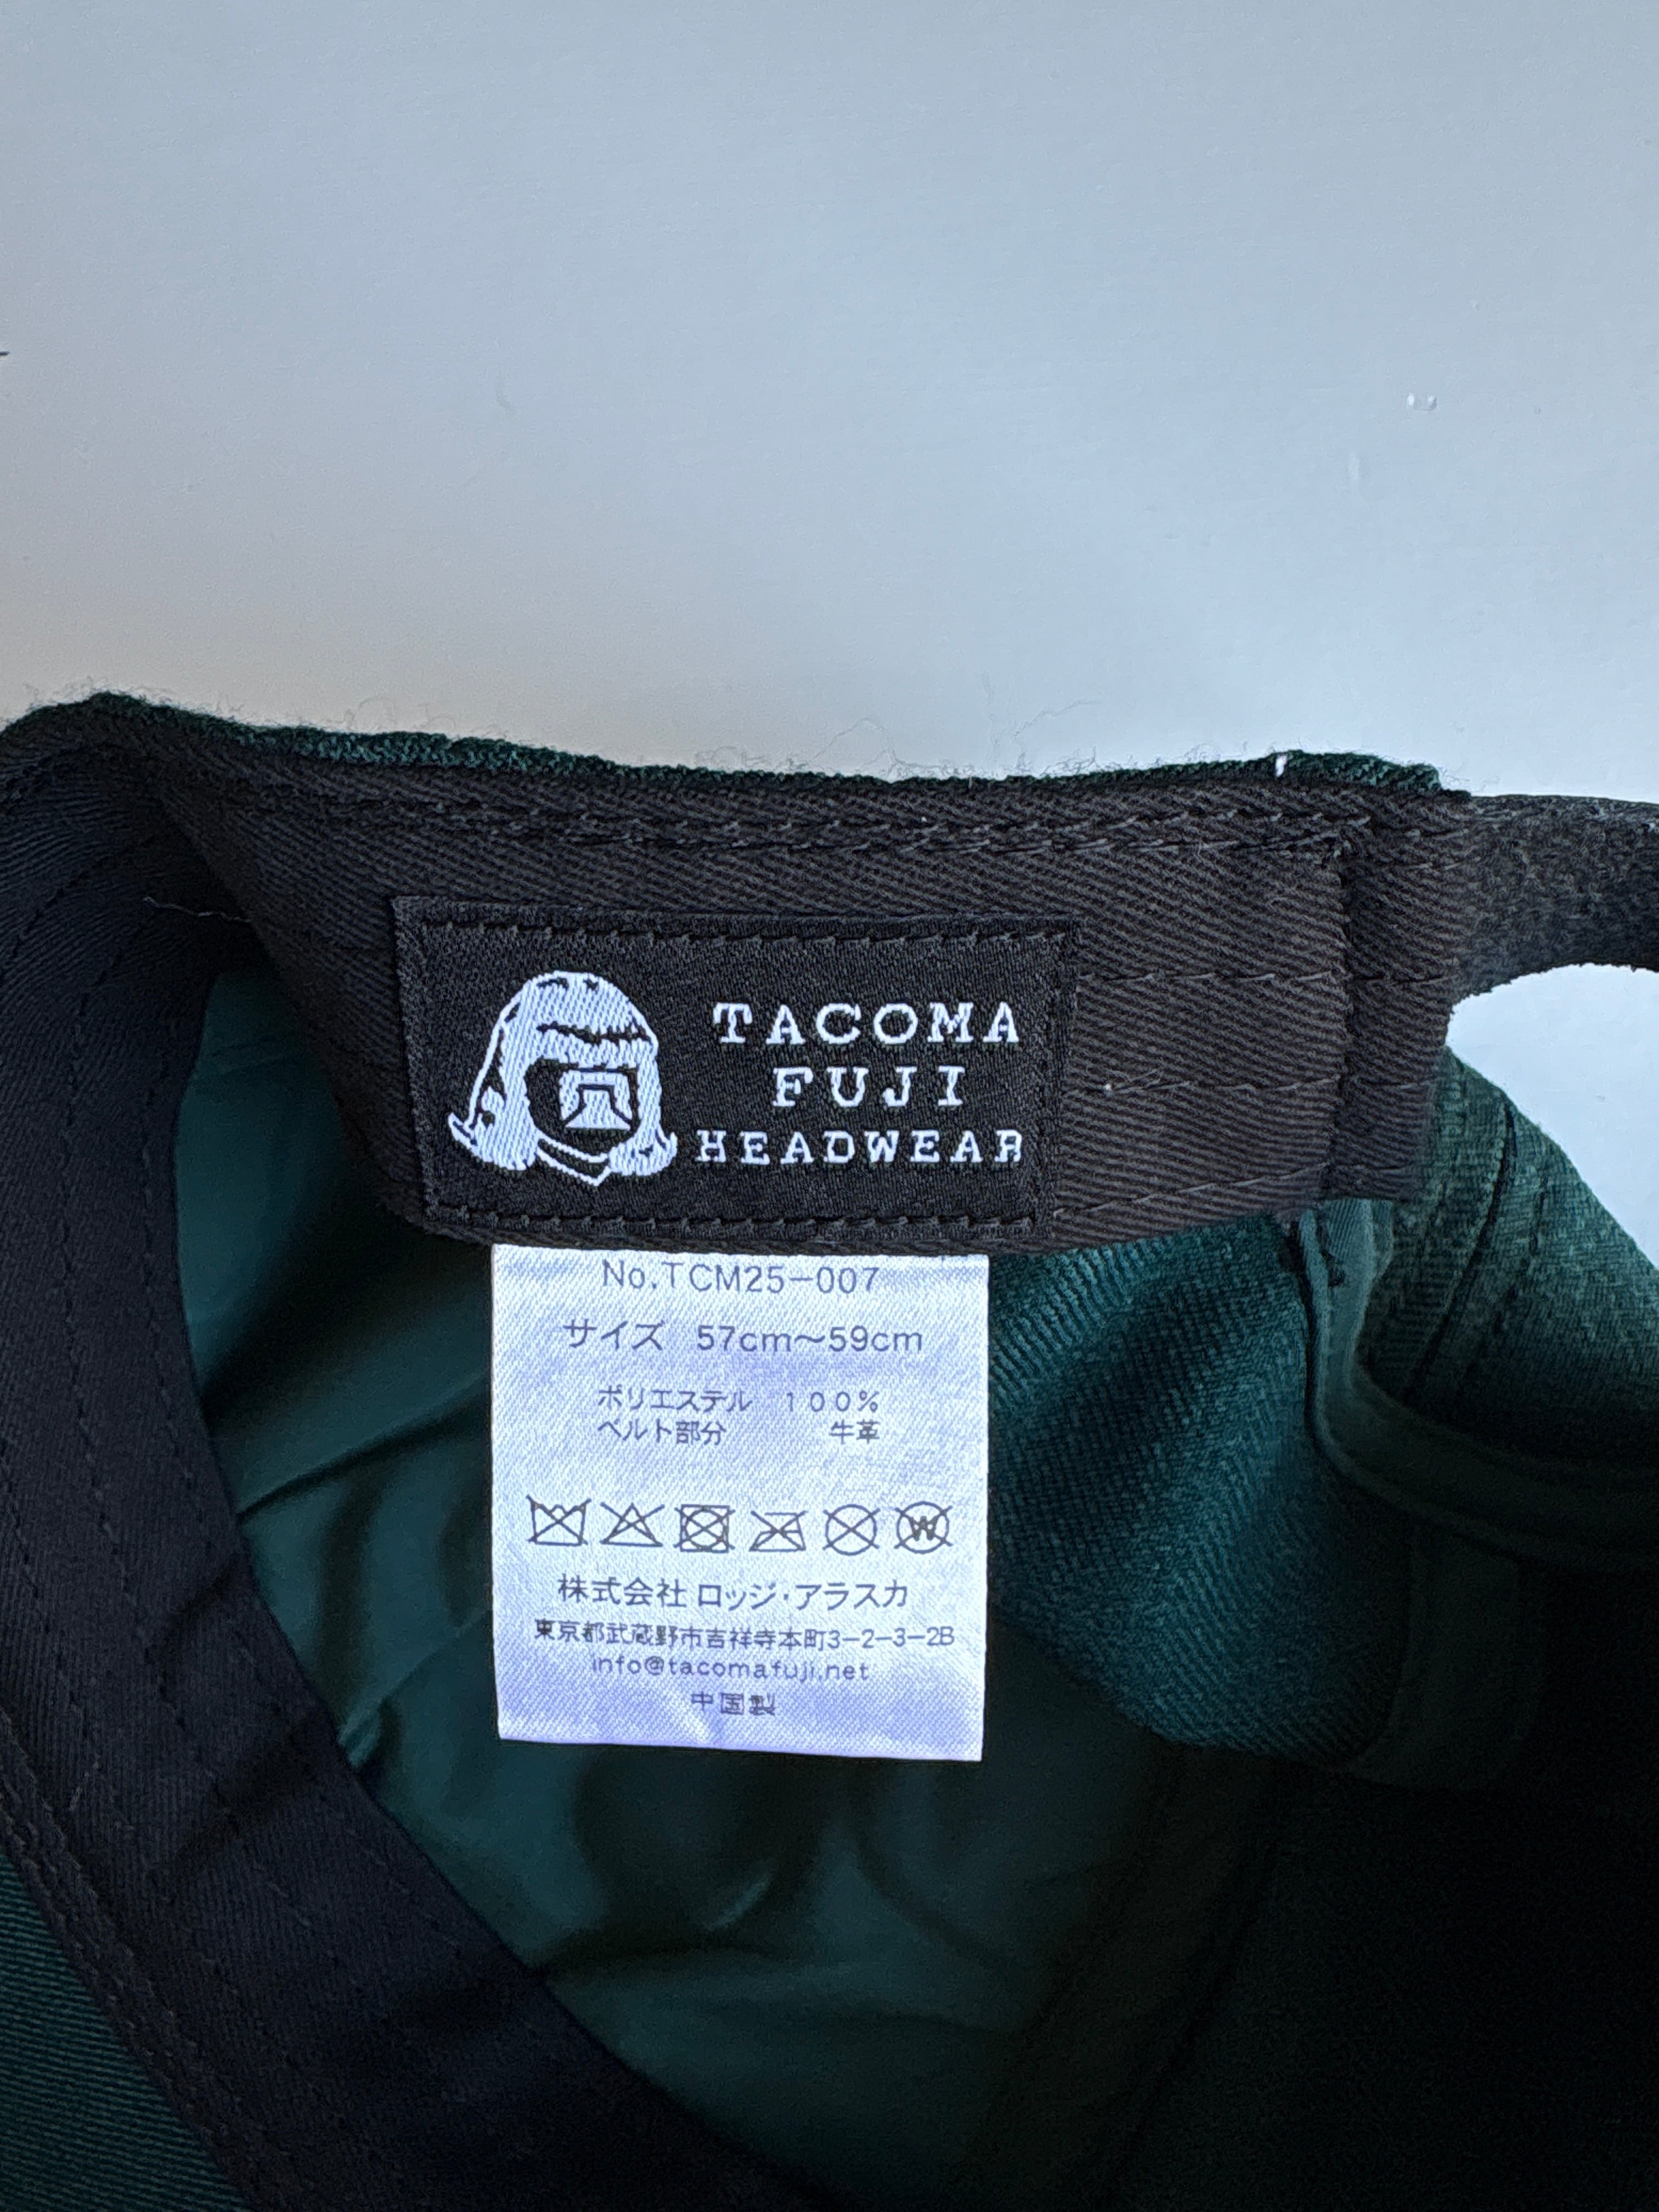 TACOMA
FUJI
HEADWEAR
No.TCM25-007
サイズ 57cm～59cm
ポリエステル 100%
ベルト部分 牛革
W
株式会社 ロッジ・アラスカ
東京都武蔵野市吉祥寺本町3-2-3-2B
info@tacomafuji.net
中国製